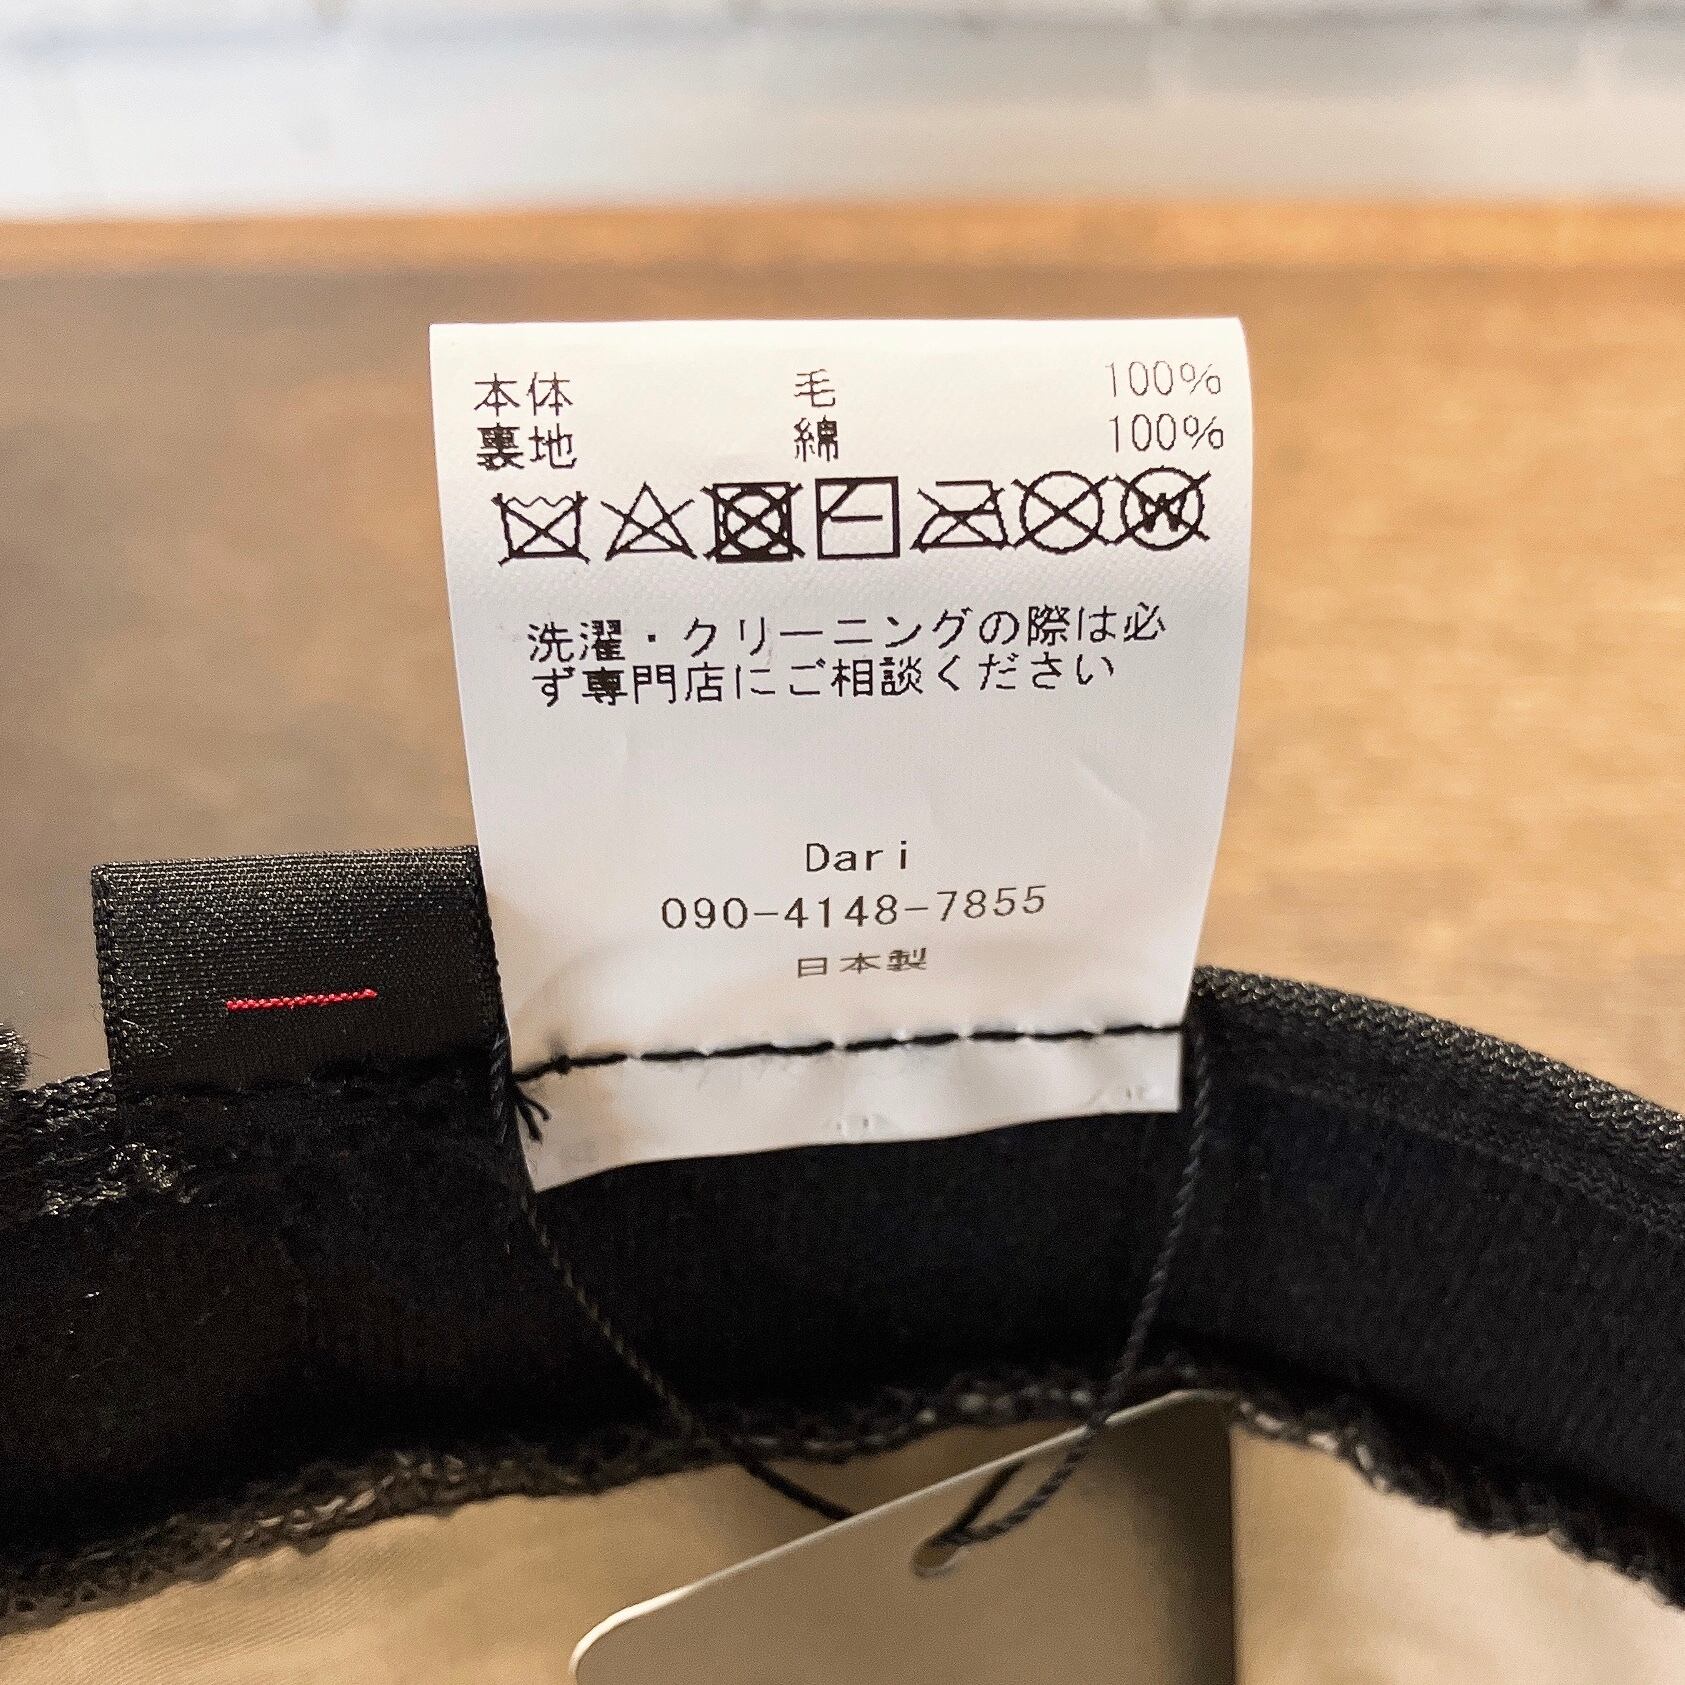 本体 毛 100%
裏地 綿 100%
洗濯・クリーニングの際は必
ず専門店にご相談ください
Dari
090-4148-7855
日本製